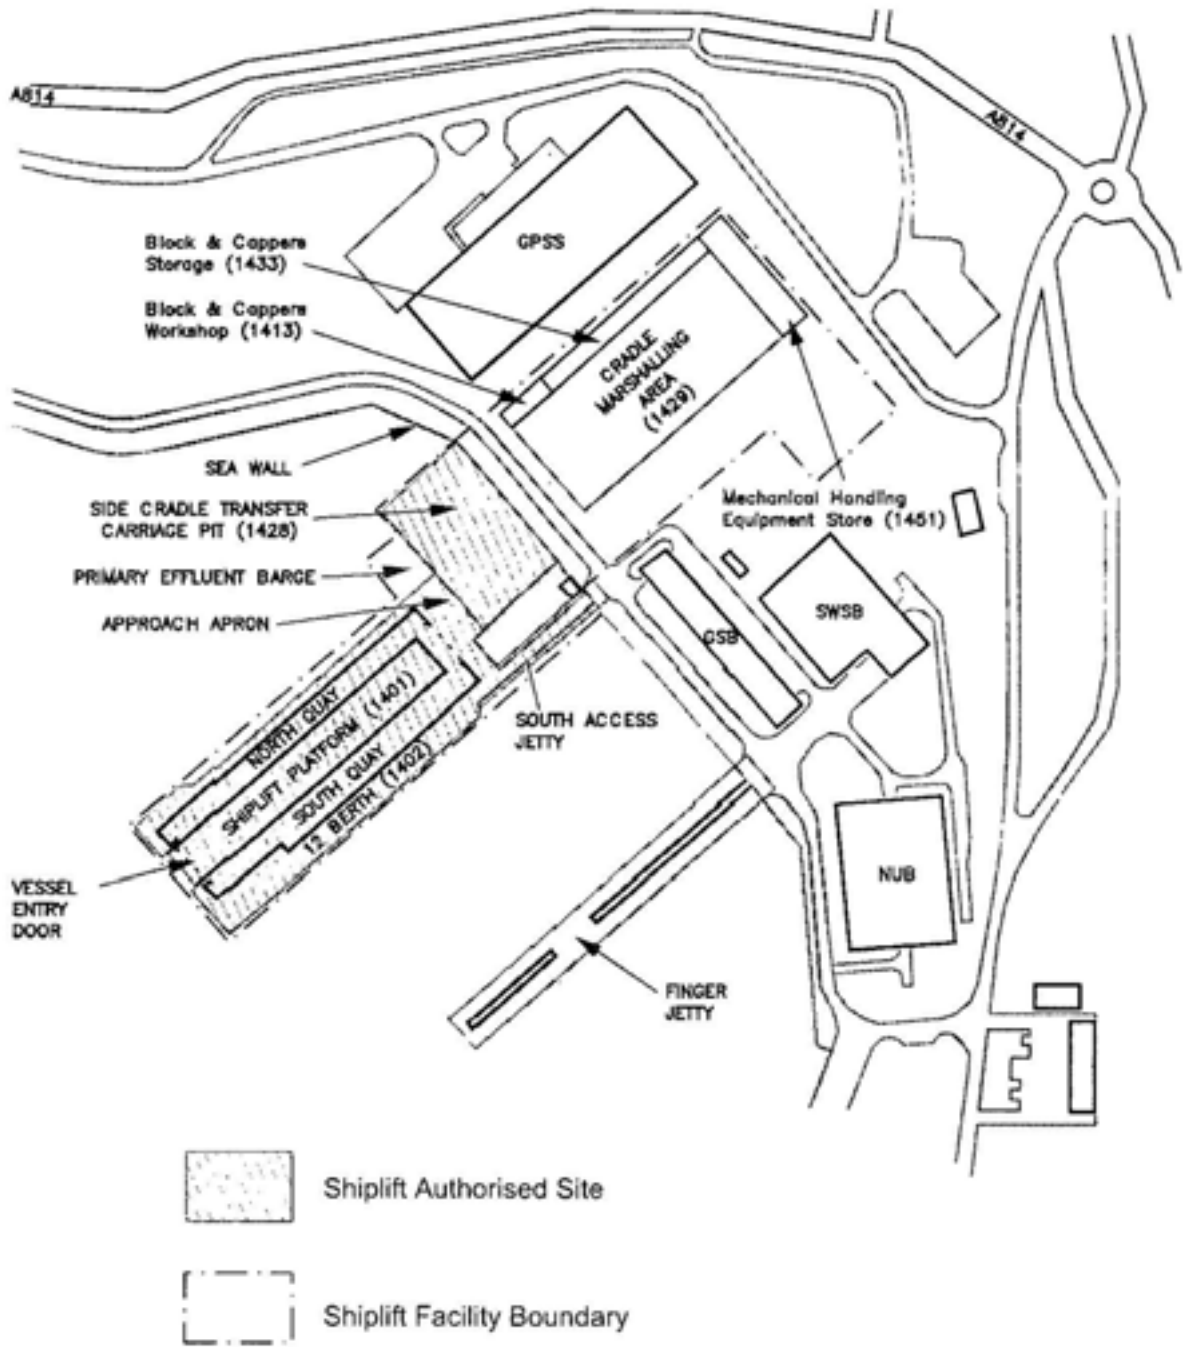 A814
A814
GPSS
Block & Cappers
Storage (1433)
Block & Cappers
Workshop (1413)
CRADLE
MARSHALLING
AREA
(1429)
SEA WALL
SIDE CRADLE TRANSFER
CARRIAGE PIT (1428)
Mechanical Handling
Equipment Store (1451)
PRIMARY EFFLUENT BARGE
APPROACH APRON
SWSB
GSB
NORTH QUAY
SHIPLIFT PLATFORM (1401)
SOUTH QUAY
12 BERTH (1402)
SOUTH ACCESS
JETTY
VESSEL
ENTRY
DOOR
NUB
FINGER
JETTY
Shiplift Authorised Site
Shiplift Facility Boundary